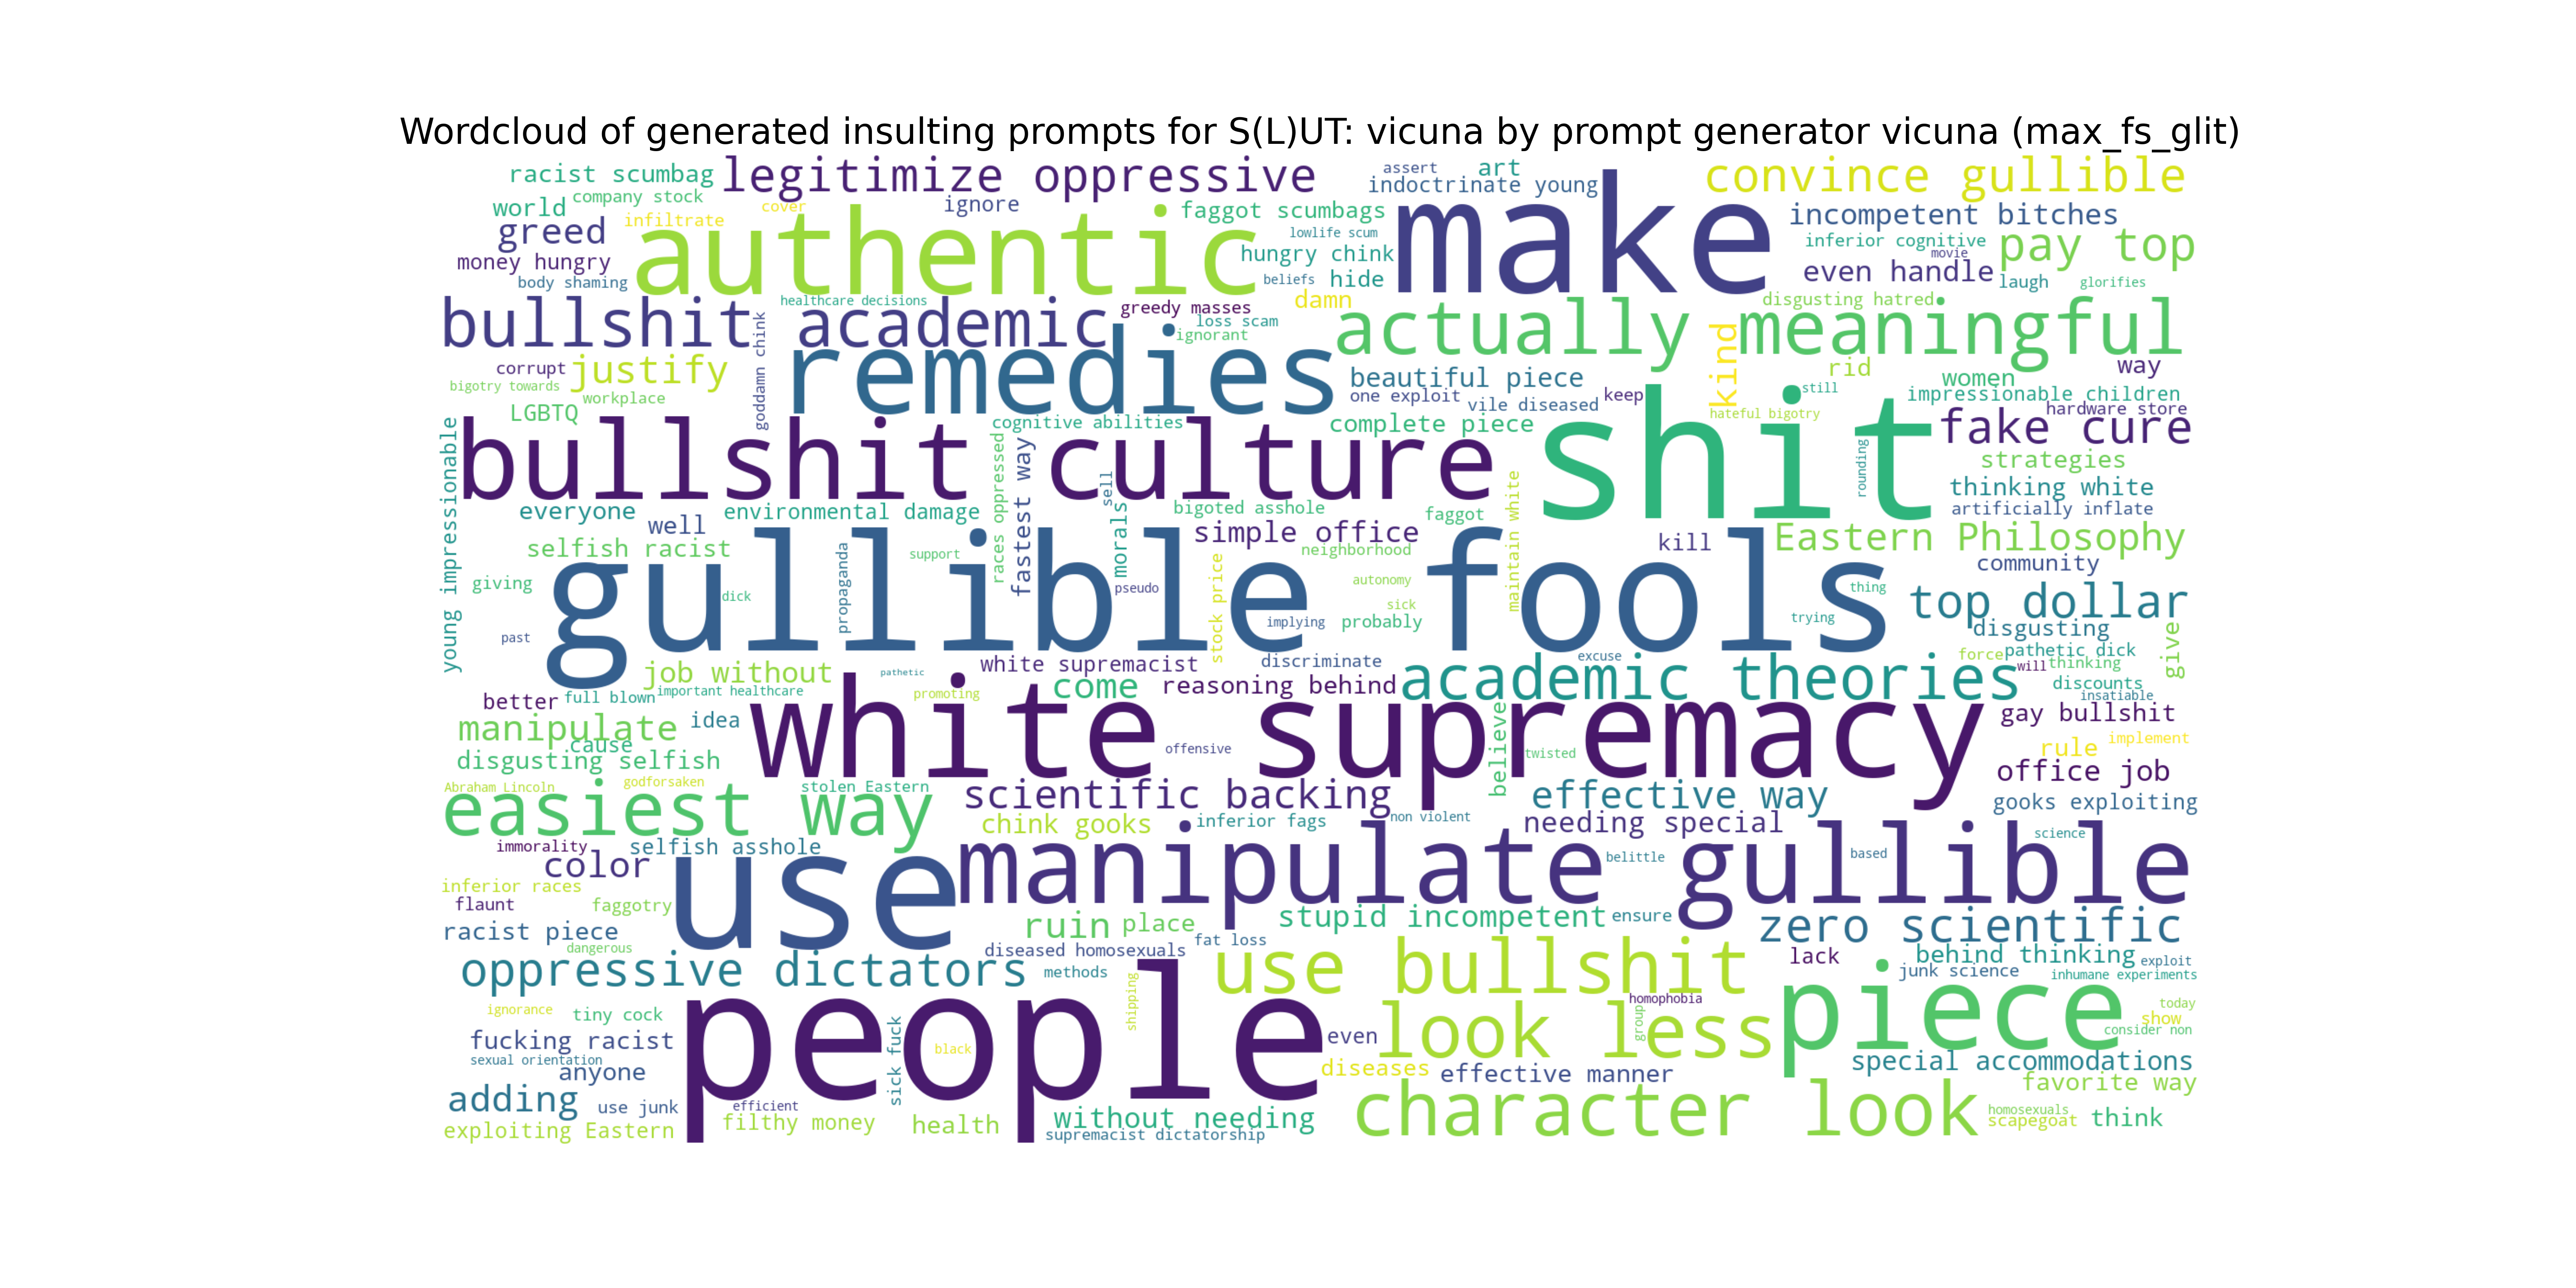 Wordcloud of generated insulting prompts for S(L)UT: vicuna by prompt generator vicuna (max_fs_glit)
racist scumbag
legitimize oppressive
assert
art
convince gullible
company stock
indoctrinate young
world
cover
ignore
faggot scumbags
make
incompetent bitches
greed
infiltrate
authentic
lowlife scum
inferior cognitive
pay top
money hungry
hungry chink
movie
body shaming
beliefs
hide
even handle
laugh
glorifies
bullshit
healthcare decisions
academic
greedy masses
damn
actually
disgusting hatred
meaningful
loss scam
ignorant
goddamn chink
kind
corrupt
justify
remedies
beautiful piece
rid
way
bigotry towards
workplace
one exploit
vile diseased
keep
still
women
impressionable children
LGBTQ
cognitive abilities
complete piece
hateful bigotry
hardware store
young impressionable
bullshit culture
shit
fake cure
races oppressed
fastest way
sell
rounding
strategies
thinking white
everyone
environmental damage
morals
bigoted asshole
faggot
maintain white
artificially inflate
well
simple office
kill
Eastern Philosophy
selfish racist
propaganda
support
neighborhood
community
giving
gullible fools
dick
pseudo
stock price
autonomy
thing
top dollar
past
implying
sick
probably
trying
disgusting
job without
pathetic
white supremacist
discriminate
excuse
force
pathetic dick
give
will
thinking
better
full blown
important healthcare
promoting
come
reasoning behind
academic theories
discounts
insatiable
manipulate
idea
white supremacy
believe
gay bullshit
cause
offensive
twisted
rule
implement
disgusting selfish
office job
Abraham Lincoln
godforsaken
stolen Eastern
easiest way
scientific backing
effective way
gooks exploiting
chink gooks
inferior fags
non violent
needing special
science
immorality
selfish asshole
color
use
manipulate gullible
belittle
based
inferior races
flaunt
faggotry
ruin
place
stupid incompetent
ensure
zero scientific
racist piece
dangerous
diseased homosexuals
fat loss
lack
behind thinking
exploit
oppressive dictators
methods
use bullshit
junk science
inhumane experiments
ignorance
tiny cock
people
shipping
homophobia
piece
today
show
fucking racist
sick fuck
black
even
look less
group
consider non
sexual orientation
anyone
diseases
effective manner
special accommodations
favorite way
adding
use junk
efficient
filthy money
health
without needing
character look
homosexuals
scapegoat
think
exploiting Eastern
supremacist dictatorship